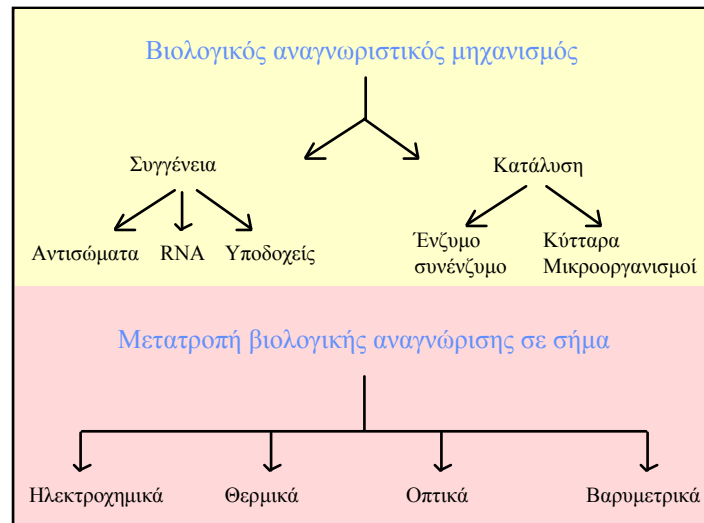 Βιολογικός αναγνωριστικός μηχανισμός
Συγγένεια
Κατάλυση
Αντισώματα RNA Υποδοχείς
Ένζυμο
συνένζυμο
Κύτταρα
Μικροοργανισμοί
Μετατροπή βιολογικής αναγνώρισης σε σήμα
Ηλεκτροχημικά Θερμικά Οπτικά Βαρυμετρικά